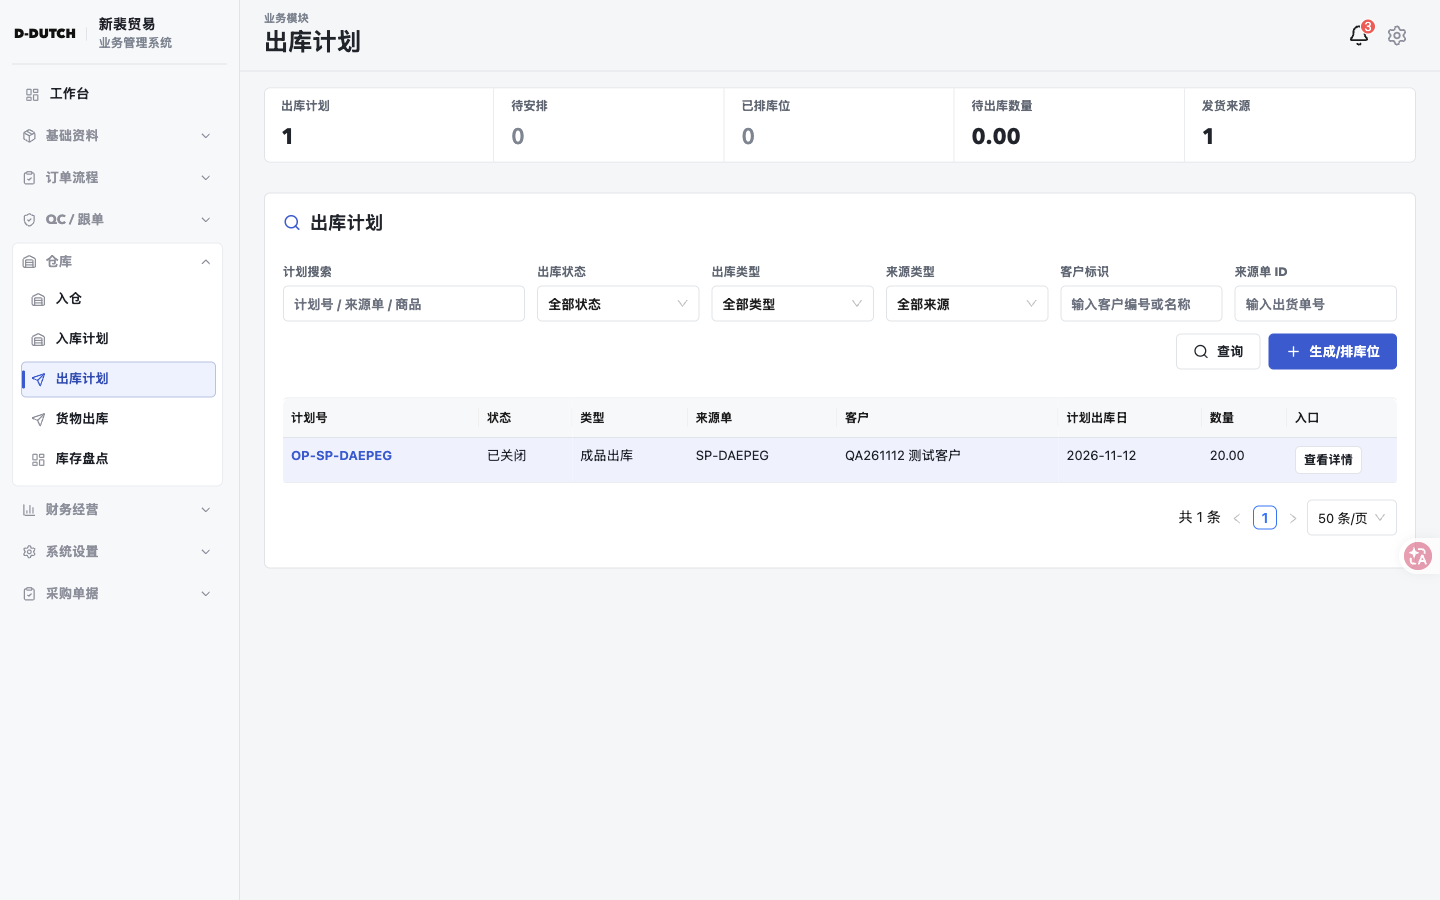 D-DUTCH
新裴贸易
业务管理系统
工作台
基础资料
订单流程
QC / 跟单
仓库
入仓
入库计划
出库计划
货物出库
库存盘点
财务经营
系统设置
采购单据
业务模块
出库计划
3
出库计划
1
待安排
0
已排库位
0
待出库数量
0.00
发货来源
1
出库计划
计划搜索
计划号 / 来源单 / 商品
出库状态
全部状态
出库类型
全部类型
来源类型
全部来源
客户标识
输入客户编号或名称
来源单 ID
输入出货单号
查询
生成/排库位
计划号 状态 类型 来源单 客户 计划出库日 数量 入口
OP-SP-DAEPEG 已关闭 成品出库 SP-DAEPEG QA261112 测试客户 2026-11-12 20.00 查看详情
共 1 条 1 50 条/页